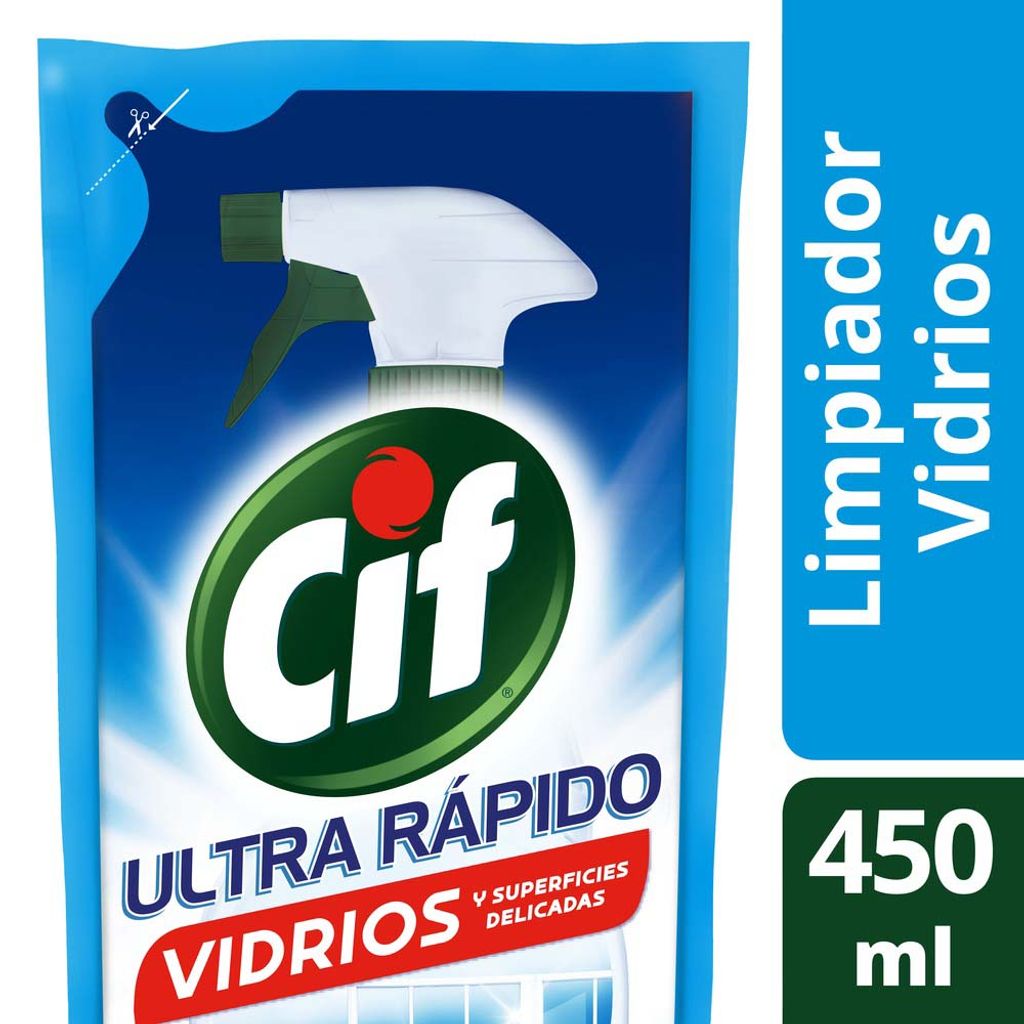 Cif
®
ULTRA RÁPIDO
VIDRIOS
Y SUPERFICIES
DELICADAS
Limpiador
Vidrios
450
ml